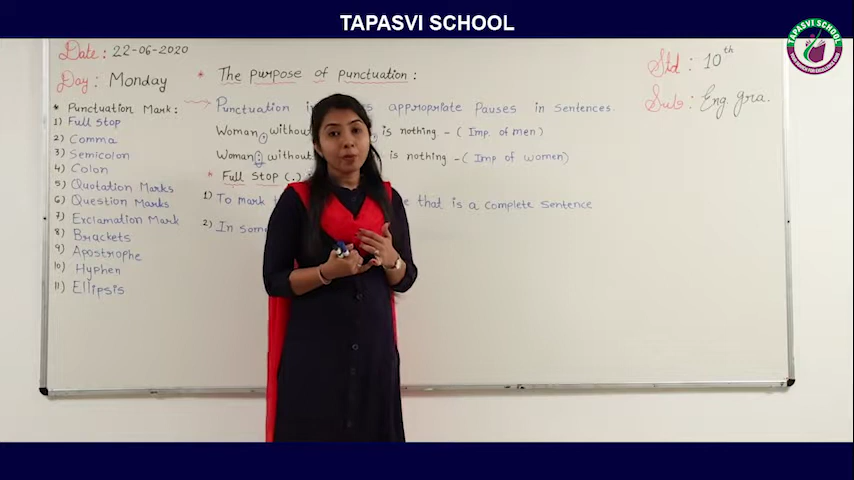 TAPASVI SCHOOL
TAPASVI SCHOOL
Date : 22-06-2020
Day : Monday
Std : 10th
Sub : Eng. gra.
* Punctuation Mark :
1) Full Stop
2) Comma
3) Semicolon
4) Colon
5) Quotation Marks
6) Question Marks
7) Exclamation Mark
8) Brackets
9) Apostrophe
10) Hyphen
11) Ellipsis
* The purpose of punctuation :
Punctuation appropriate Pauses in Sentences.
Woman, without is nothing - ( Imp. of men )
Woman : without is nothing - ( Imp of women )
* Full Stop (.)
1) To mark that is a complete Sentence
2) In some